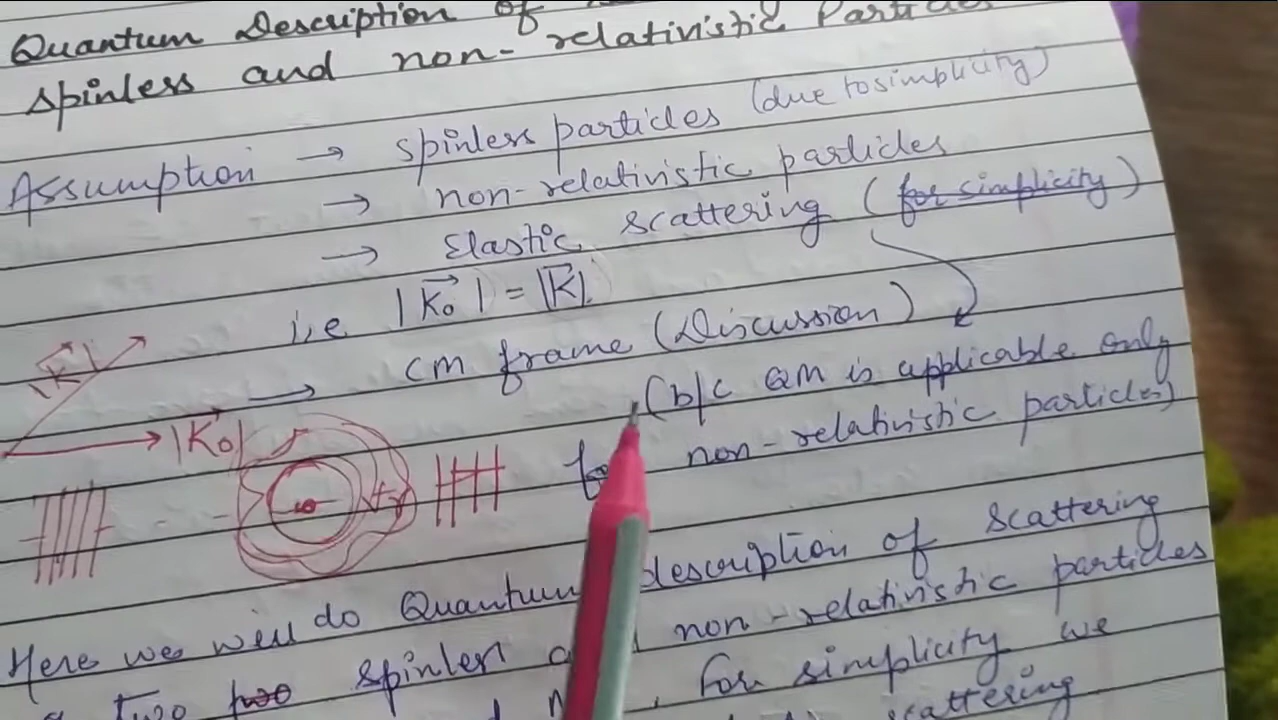 Quantum Description of
spinless and non-relativistic Particles
Assumption → spinless particles (due to simplicity)
→ non-relativistic particles
→ Elastic scattering (for simplicity)
i.e |K₀| = |K|
→ CM frame (Discussion)
(b/c QM is applicable only
for non-relativistic particles)
|K|
|K₀|
Here we will do Quantum description of scattering
two spinless non-relativistic particles
, For simplicity we
scattering